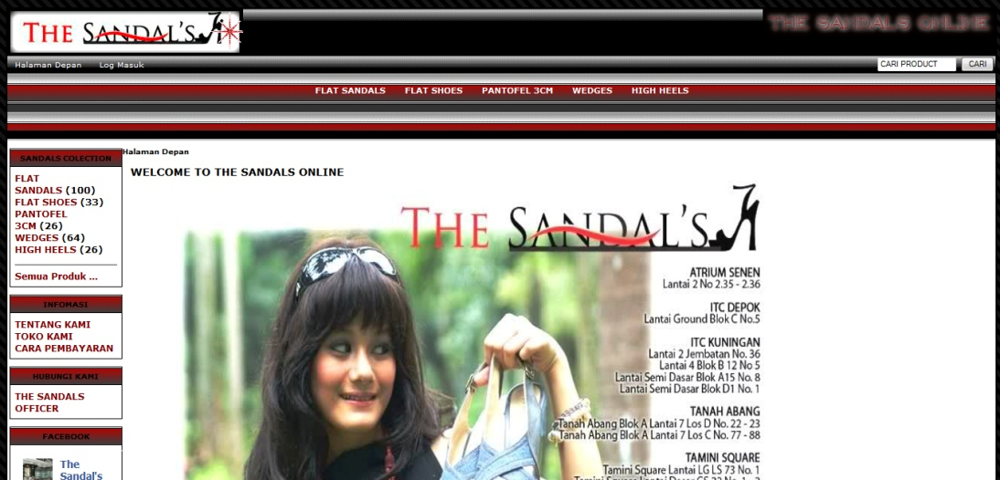 THE SANDAL'S
THE SANDALS ONLINE
Halaman Depan Log Masuk
CARI PRODUCT CARI
FLAT SANDALS FLAT SHOES PANTOFEL 3CM WEDGES HIGH HEELS
SANDALS COLECTION
FLAT
SANDALS (100)
FLAT SHOES (33)
PANTOFEL
3CM (26)
WEDGES (64)
HIGH HEELS (26)
Semua Produk ...
INFOMASI
TENTANG KAMI
TOKO KAMI
CARA PEMBAYARAN
HUBUNGI KAMI
THE SANDALS
OFFICER
FACEBOOK
The
Sandal's
Halaman Depan
WELCOME TO THE SANDALS ONLINE
THE SANDAL'S
ATRIUM SENEN
Lantai 2 No 2.35 - 2.36
ITC DEPOK
Lantai Ground Blok C No.5
ITC KUNINGAN
Lantai 2 Jembatan No. 36
Lantai 4 Blok B 12 No 5
Lantai Semi Dasar Blok A15 No. 8
Lantai Semi Dasar Blok D1 No. 1
TANAH ABANG
Tanah Abang Blok A Lantai 7 Los D No. 22 - 23
Tanah Abang Blok A Lantai 7 Los C No. 77 - 88
TAMINI SQUARE
Tamini Square Lantai LG LS 73 No. 1